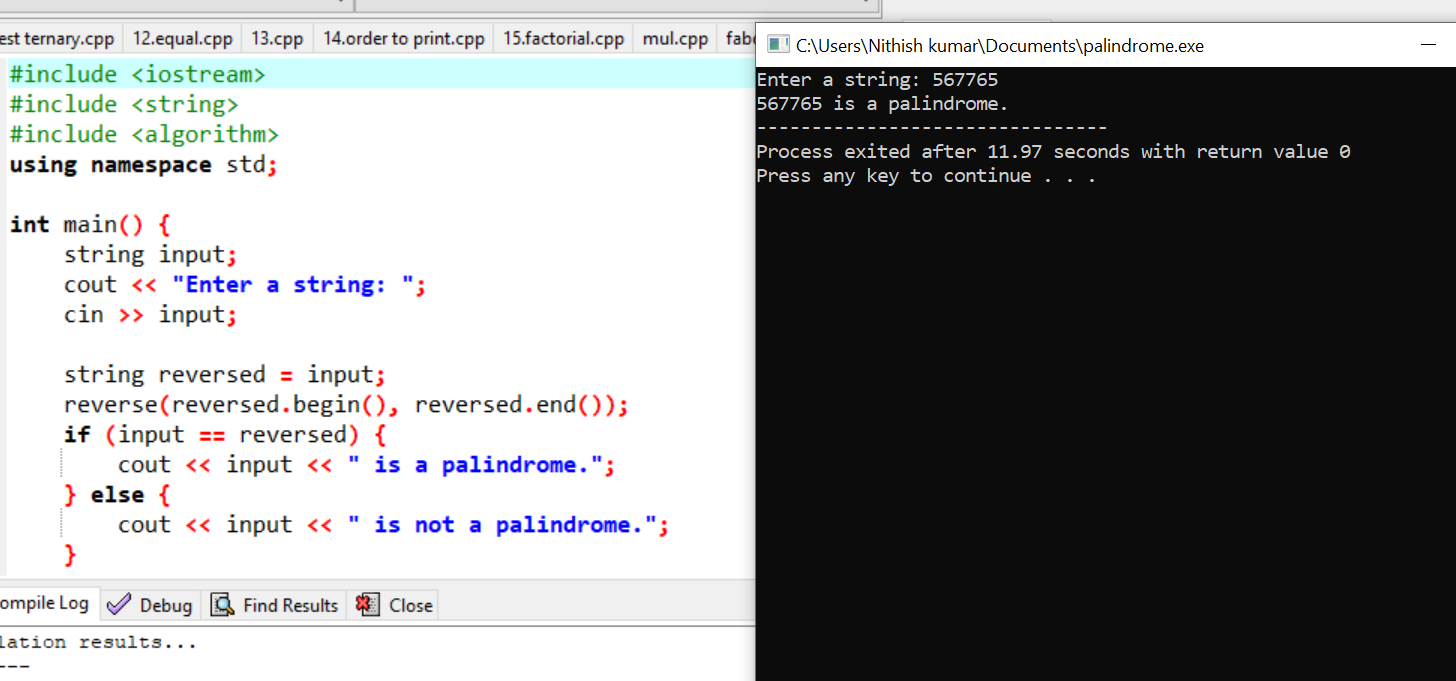 est ternary.cpp 12.equal.cpp 13.cpp 14.order to print.cpp 15.factorial.cpp mul.cpp
#include <iostream>
#include <string>
#include <algorithm>
using namespace std;
int main() {
string input;
cout << "Enter a string: ";
cin >> input;
string reversed = input;
reverse(reversed.begin(), reversed.end());
if (input == reversed) {
cout << input << " is a palindrome.";
} else {
cout << input << " is not a palindrome.";
}
ompile Log Debug Find Results Close
lation results...
---
C:\Users\Nithish kumar\Documents\palindrome.exe
Enter a string: 567765
567765 is a palindrome.
--------------------------------
Process exited after 11.97 seconds with return value 0
Press any key to continue . . .